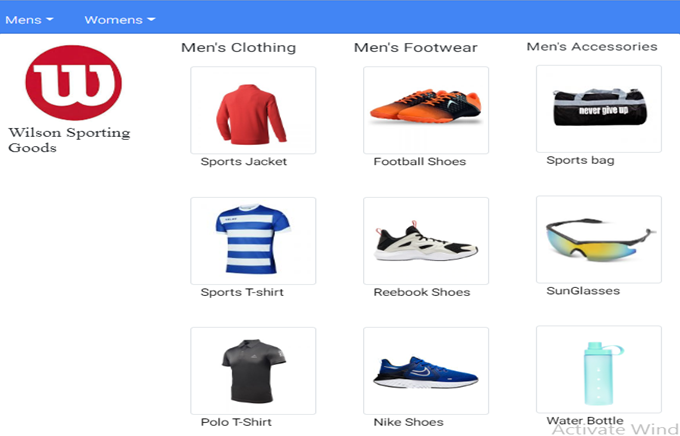 Mens Womens
W
Wilson Sporting
Goods
Men's Clothing Men's Footwear Men's Accessories
never give up
Sports Jacket Football Shoes Sports bag
Sports T-shirt Reebook Shoes SunGlasses
Polo T-Shirt Nike Shoes Water Bottle
Activate Wind